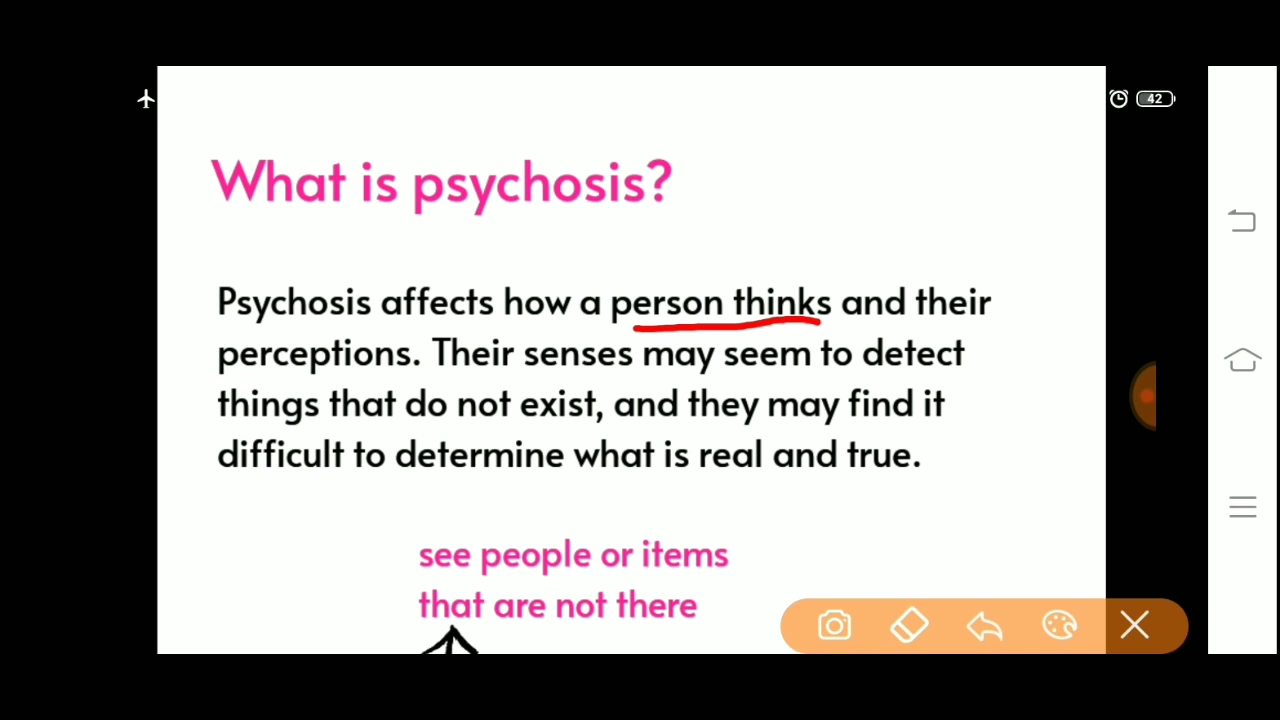 What is psychosis?
42
Psychosis affects how a person thinks and their
perceptions. Their senses may seem to detect
things that do not exist, and they may find it
difficult to determine what is real and true.
see people or items
that are not there